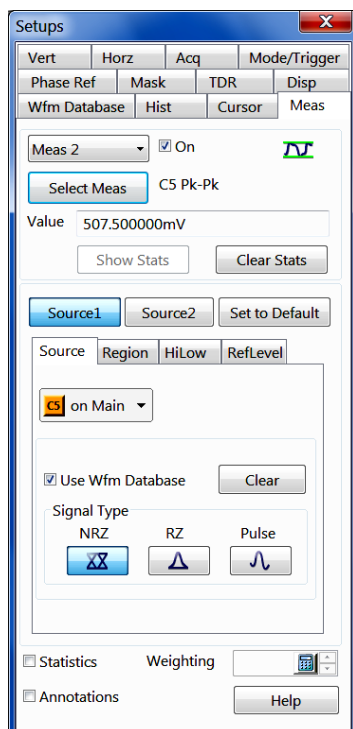 Setups
Vert Horz Acq Mode/Trigger
Phase Ref Mask TDR Disp
Wfm Database Hist Cursor Meas
Meas 2 On
Select Meas C5 Pk-Pk
Value 507.500000mV
Show Stats Clear Stats
Source1 Source2 Set to Default
Source Region HiLow RefLevel
C5 on Main
Use Wfm Database Clear
Signal Type
NRZ RZ Pulse
Statistics Weighting
Annotations Help